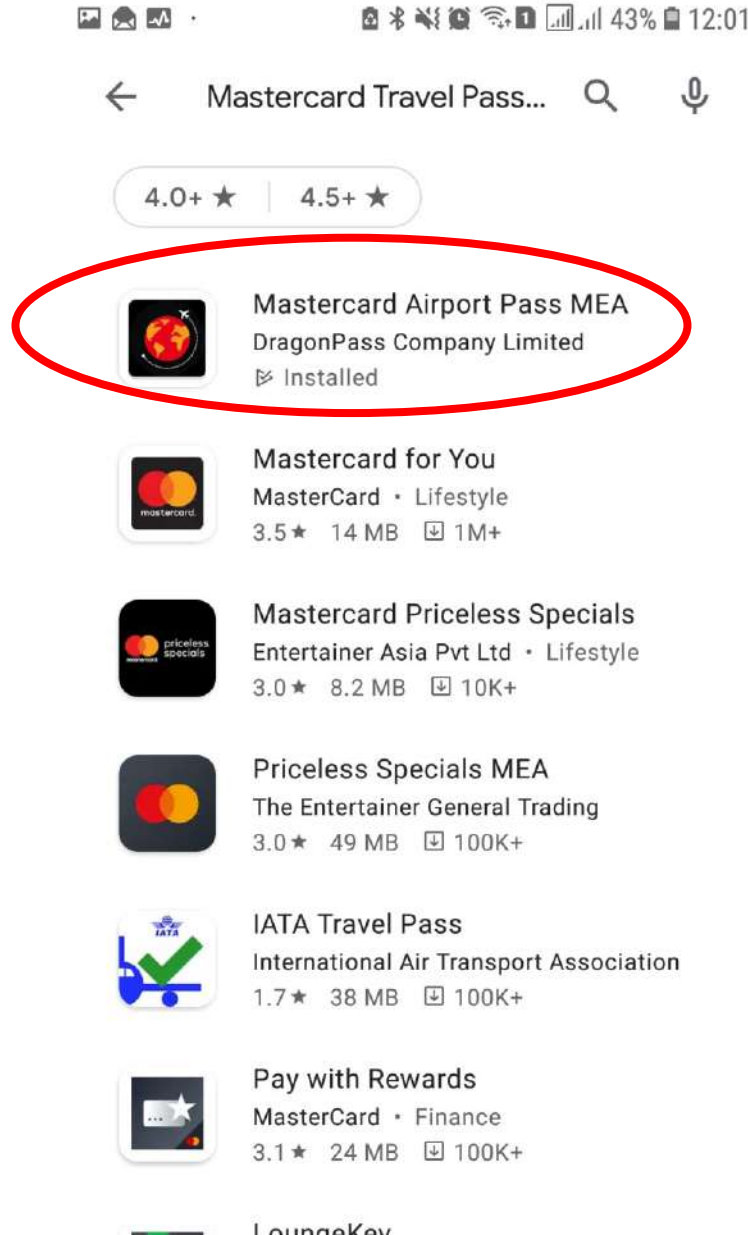 43% 12:01
Mastercard Travel Pass...
4.0+ ★ 4.5+ ★
Mastercard Airport Pass MEA
DragonPass Company Limited
Installed
mastercard.
Mastercard for You
MasterCard • Lifestyle
3.5★ 14 MB 1M+
priceless
specials
mastercard
Mastercard Priceless Specials
Entertainer Asia Pvt Ltd • Lifestyle
3.0★ 8.2 MB 10K+
Priceless Specials MEA
The Entertainer General Trading
3.0★ 49 MB 100K+
IATA
IATA Travel Pass
International Air Transport Association
1.7★ 38 MB 100K+
Pay with Rewards
MasterCard • Finance
3.1★ 24 MB 100K+
LoungeKey